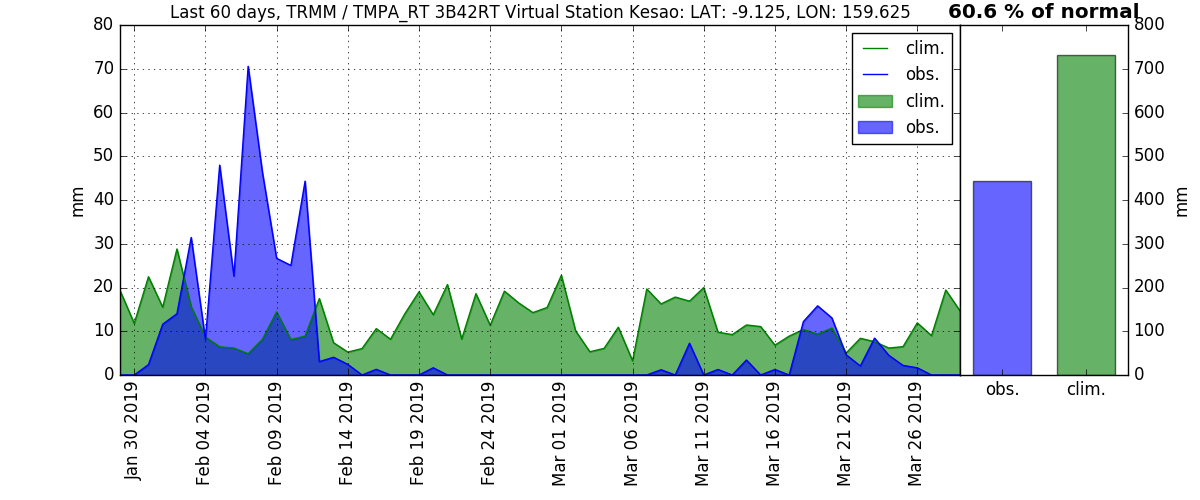 Last 60 days, TRMM / TMPA_RT 3B42RT Virtual Station Kesao: LAT: -9.125, LON: 159.625
60.6 % of normal
80
70
60
50
40
30
20
10
0
mm
clim.
obs.
clim.
obs.
Jan 30 2019
Feb 04 2019
Feb 09 2019
Feb 14 2019
Feb 19 2019
Feb 24 2019
Mar 01 2019
Mar 06 2019
Mar 11 2019
Mar 16 2019
Mar 21 2019
Mar 26 2019
800
700
600
500
400
300
200
100
0
mm
obs.
clim.